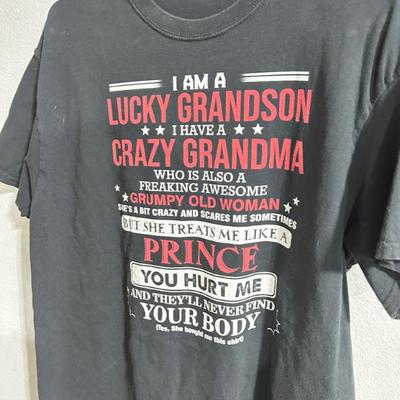 I AM A
LUCKY GRANDSON
I HAVE A
CRAZY GRANDMA
WHO IS ALSO A
FREAKING AWESOME
GRUMPY OLD WOMAN
SHE'S A BIT CRAZY AND SCARES ME SOMETIMES
BUT SHE TREATS ME LIKE A
PRINCE
YOU HURT ME
AND THEY'LL NEVER FIND
YOUR BODY
(Yes, She bought me this shirt)